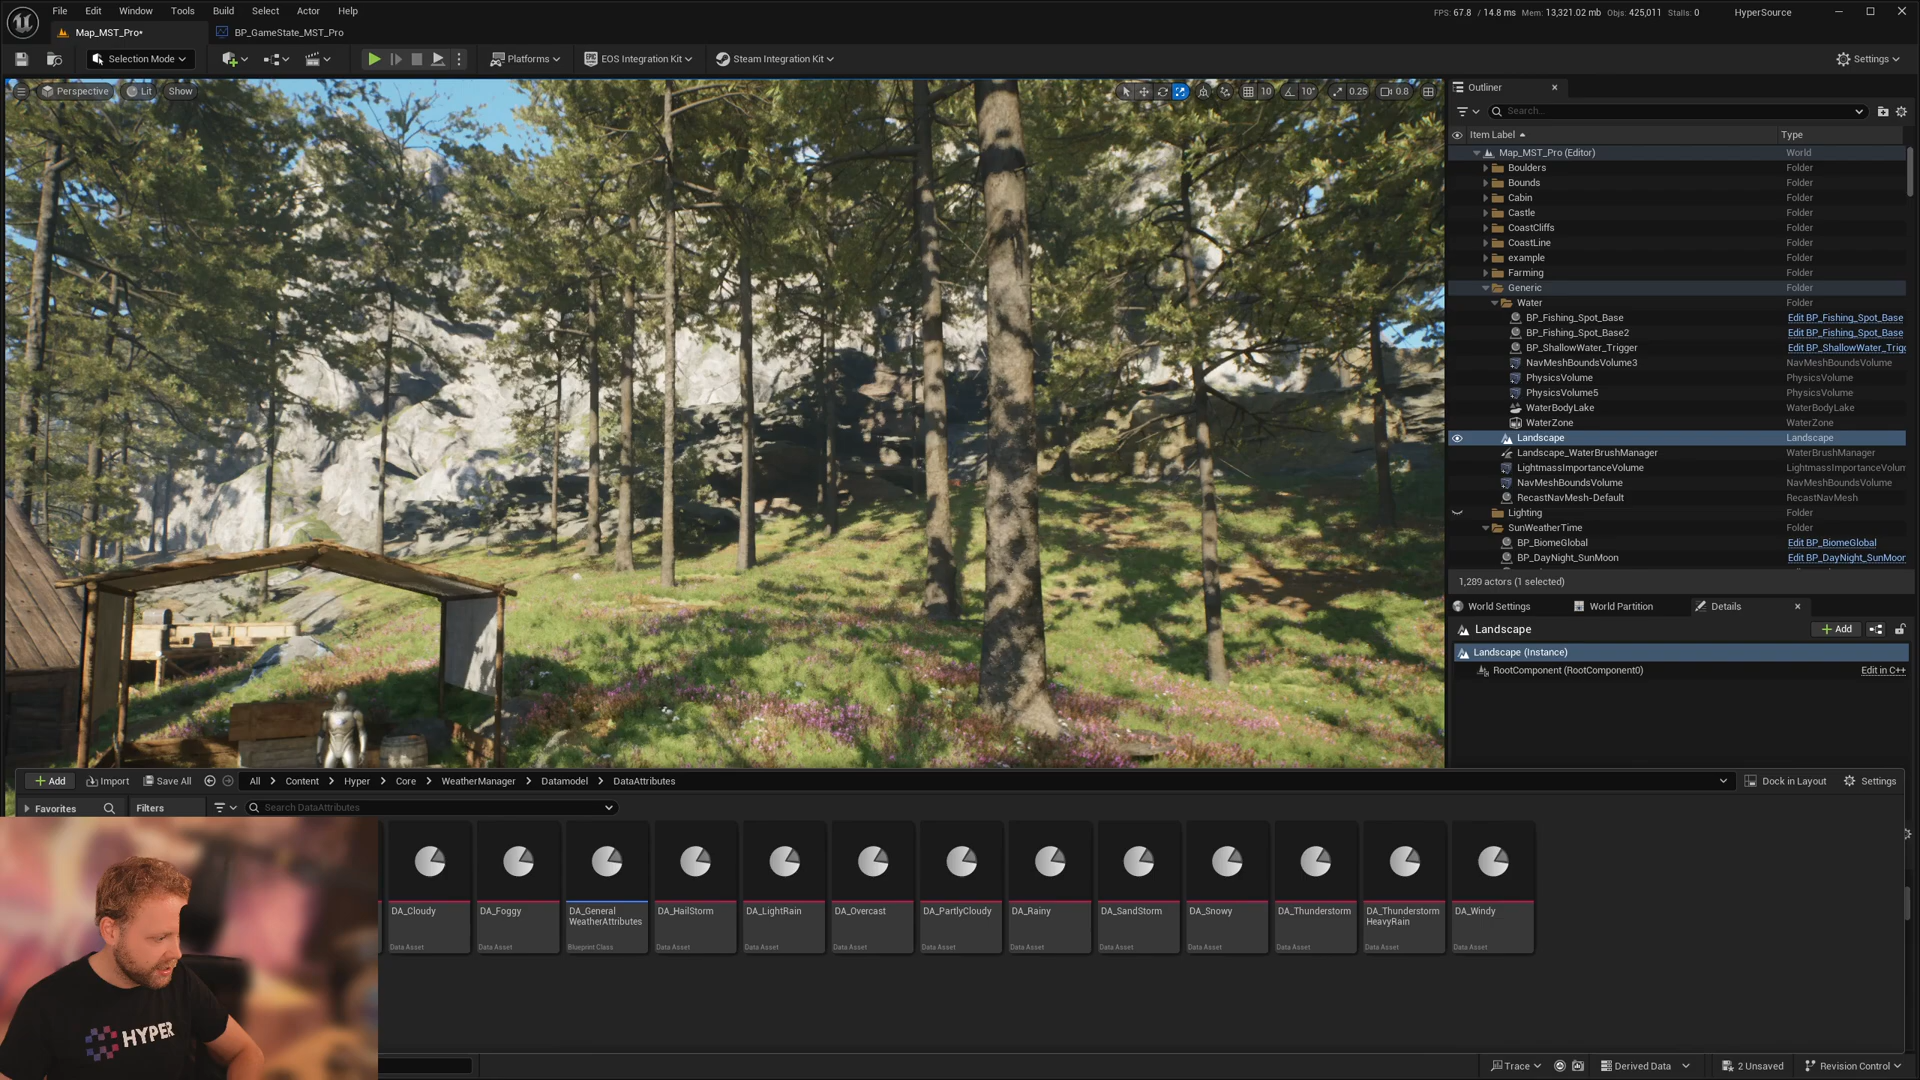 File Edit Window Tools Build Select Actor Help
FPS: 67.8 / 14.8 ms Mem: 13,321.02 mb Objs: 425,011 Stalls: 0
HyperSource
Map_MST_Pro*
BP_GameState_MST_Pro
Selection Mode
Platforms
EOS Integration Kit
Steam Integration Kit
Settings
Perspective Lit Show
10 10° 0.25 0.8
Outliner
Search...
Item Label Type
Map_MST_Pro (Editor) World
Boulders Folder
Bounds Folder
Cabin Folder
Castle Folder
CoastCliffs Folder
CoastLine Folder
example Folder
Farming Folder
Generic Folder
Water Folder
BP_Fishing_Spot_Base Edit BP_Fishing_Spot_Base
BP_Fishing_Spot_Base2 Edit BP_Fishing_Spot_Base
BP_ShallowWater_Trigger Edit BP_ShallowWater_Trigg
NavMeshBoundsVolume3 NavMeshBoundsVolume
PhysicsVolume PhysicsVolume
PhysicsVolume5 PhysicsVolume
WaterBodyLake WaterBodyLake
WaterZone WaterZone
Landscape Landscape
Landscape_WaterBrushManager WaterBrushManager
LightmassImportanceVolume LightmassImportanceVolum
NavMeshBoundsVolume NavMeshBoundsVolume
RecastNavMesh-Default RecastNavMesh
Lighting Folder
SunWeatherTime Folder
BP_BiomeGlobal Edit BP_BiomeGlobal
BP_DayNight_SunMoon Edit BP_DayNight_SunMoon
1,289 actors (1 selected)
World Settings World Partition Details
Landscape
Add
Landscape (Instance)
RootComponent (RootComponent0) Edit in C++
Add Import Save All
All Content Hyper Core WeatherManager Datamodel DataAttributes
Dock in Layout Settings
Favorites Filters
Search DataAttributes
DA_Cloudy
Data Asset
DA_Foggy
Data Asset
DA_General
WeatherAttributes
Blueprint Class
DA_HailStorm
Data Asset
DA_LightRain
Data Asset
DA_Overcast
Data Asset
DA_PartlyCloudy
Data Asset
DA_Rainy
Data Asset
DA_SandStorm
Data Asset
DA_Snowy
Data Asset
DA_Thunderstorm
Data Asset
DA_Thunderstorm
HeavyRain
Data Asset
DA_Windy
Data Asset
HYPER
Trace Derived Data 2 Unsaved Revision Control